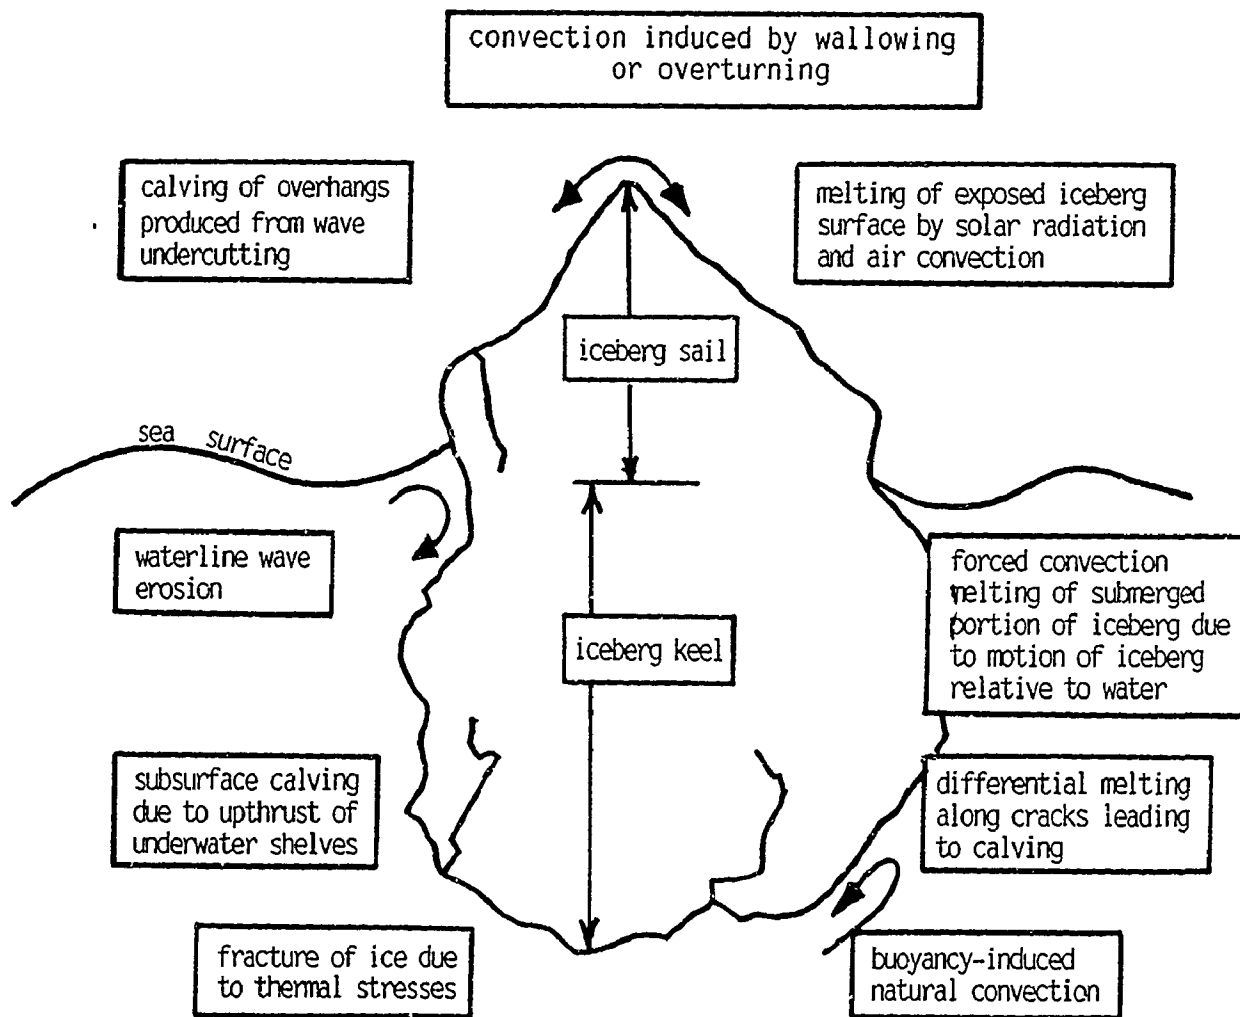 convection induced by wallowing
or overturning
calving of overhangs
produced from wave
undercutting
melting of exposed iceberg
surface by solar radiation
and air convection
iceberg sail
sea surface
waterline wave
erosion
forced convection
melting of submerged
portion of iceberg due
to motion of iceberg
relative to water
iceberg keel
subsurface calving
due to upthrust of
underwater shelves
differential melting
along cracks leading
to calving
fracture of ice due
to thermal stresses
buoyancy-induced
natural convection